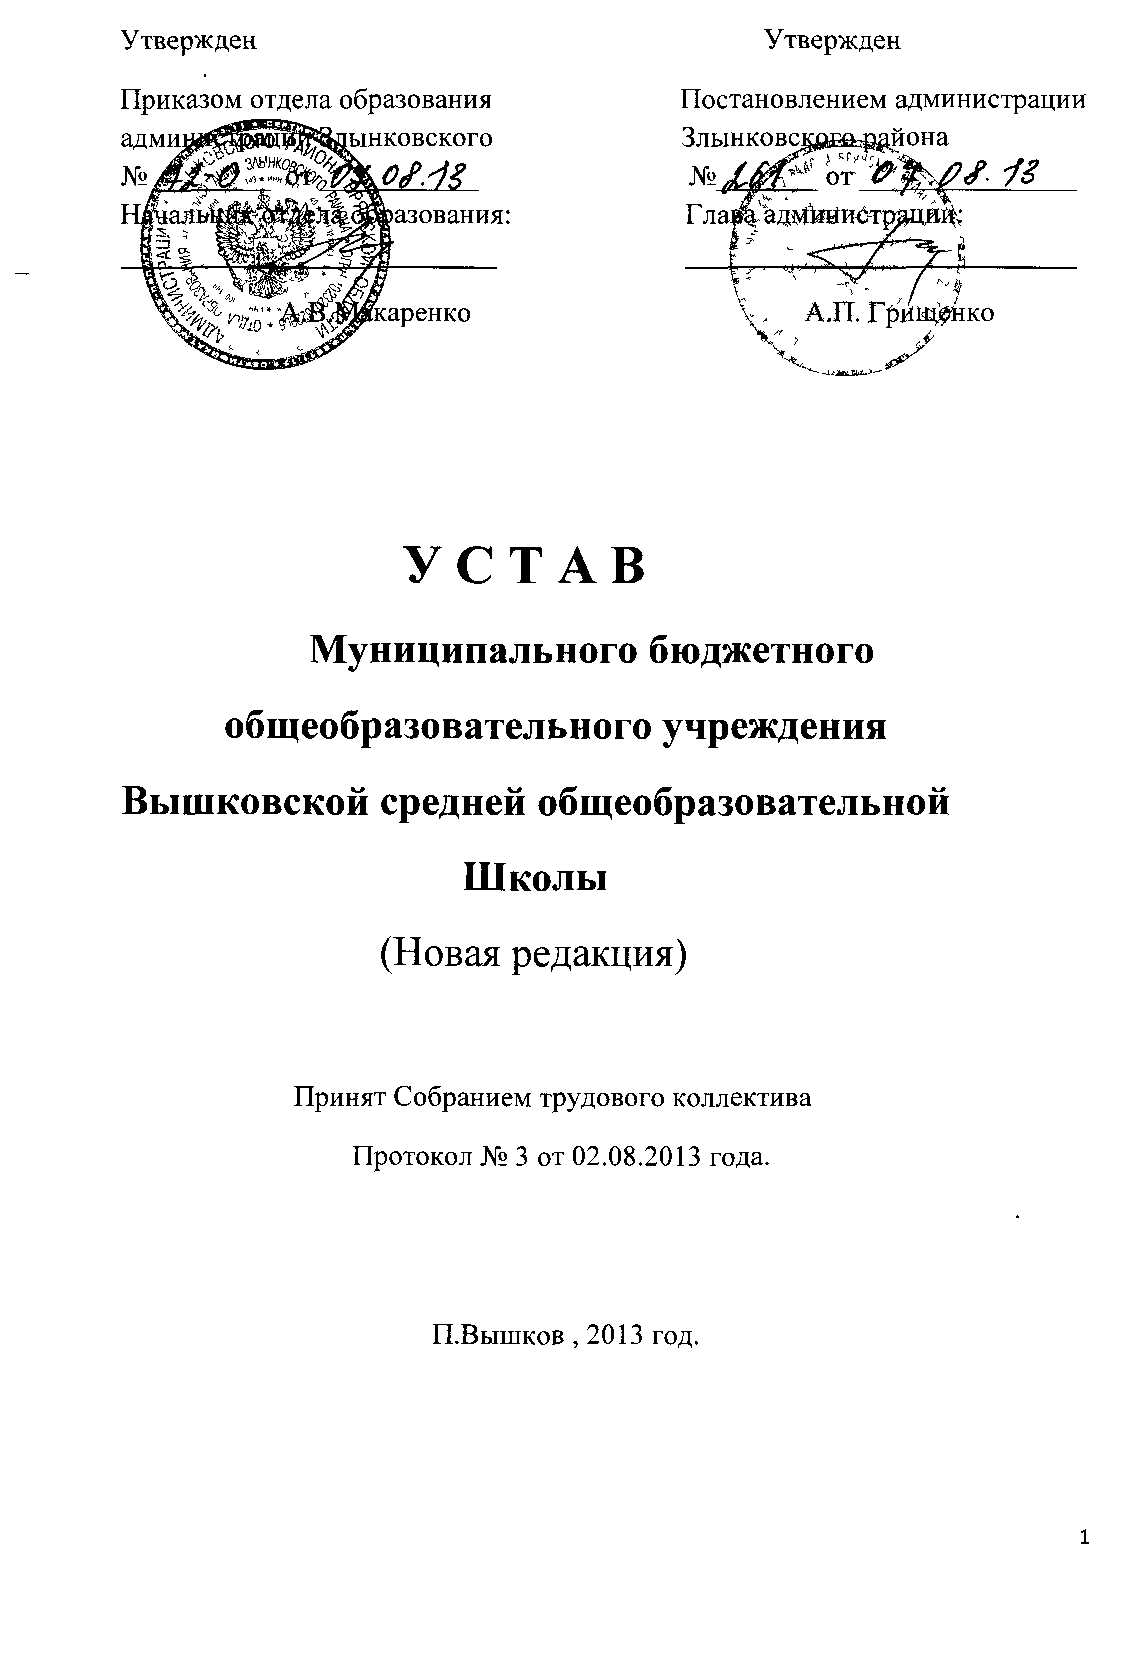 Утвержден
Приказом отдела образования
администрации Злынковского
№ от 08.13
Начальник отдела образования:
А.В Макаренко
Утвержден
Постановлением администрации
Злынковского района
№ 261 от 07 08. 13
Глава администрации:
А.П. Грищенко
У С Т А В
Муниципального бюджетного
общеобразовательного учреждения
Вышковской средней общеобразовательной
Школы
(Новая редакция)
Принят Собранием трудового коллектива
Протокол № 3 от 02.08.2013 года.
П.Вышков , 2013 год.
1